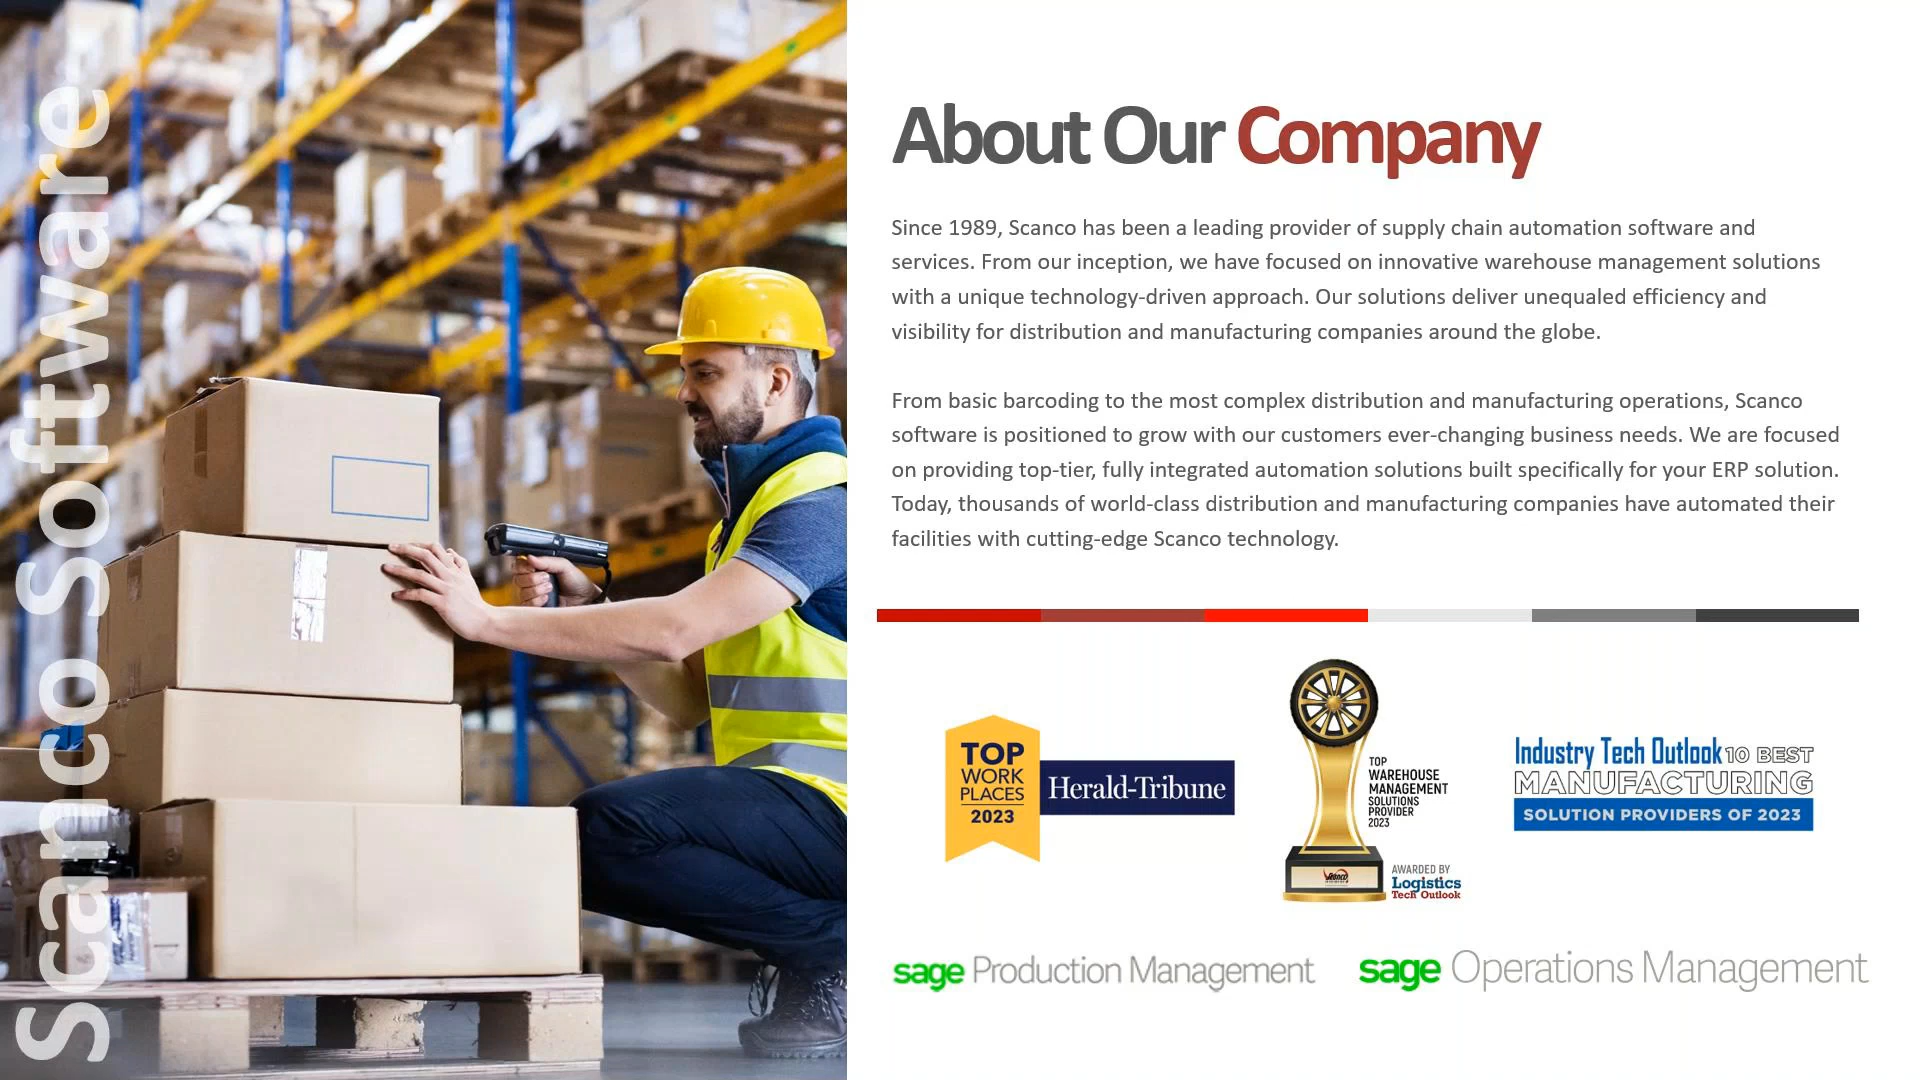 Scanco Software
About Our Company
Since 1989, Scanco has been a leading provider of supply chain automation software and
services. From our inception, we have focused on innovative warehouse management solutions
with a unique technology-driven approach. Our solutions deliver unequaled efficiency and
visibility for distribution and manufacturing companies around the globe.
From basic barcoding to the most complex distribution and manufacturing operations, Scanco
software is positioned to grow with our customers ever-changing business needs. We are focused
on providing top-tier, fully integrated automation solutions built specifically for your ERP solution.
Today, thousands of world-class distribution and manufacturing companies have automated their
facilities with cutting-edge Scanco technology.
TOP
WORK
PLACES
2023
Herald-Tribune
TOP
WAREHOUSE
MANAGEMENT
SOLUTIONS
PROVIDER
2023
Scanco
AWARDED BY
Logistics
Tech Outlook
Industry Tech Outlook 10 BEST
MANUFACTURING
SOLUTION PROVIDERS OF 2023
sage Production Management
sage Operations Management